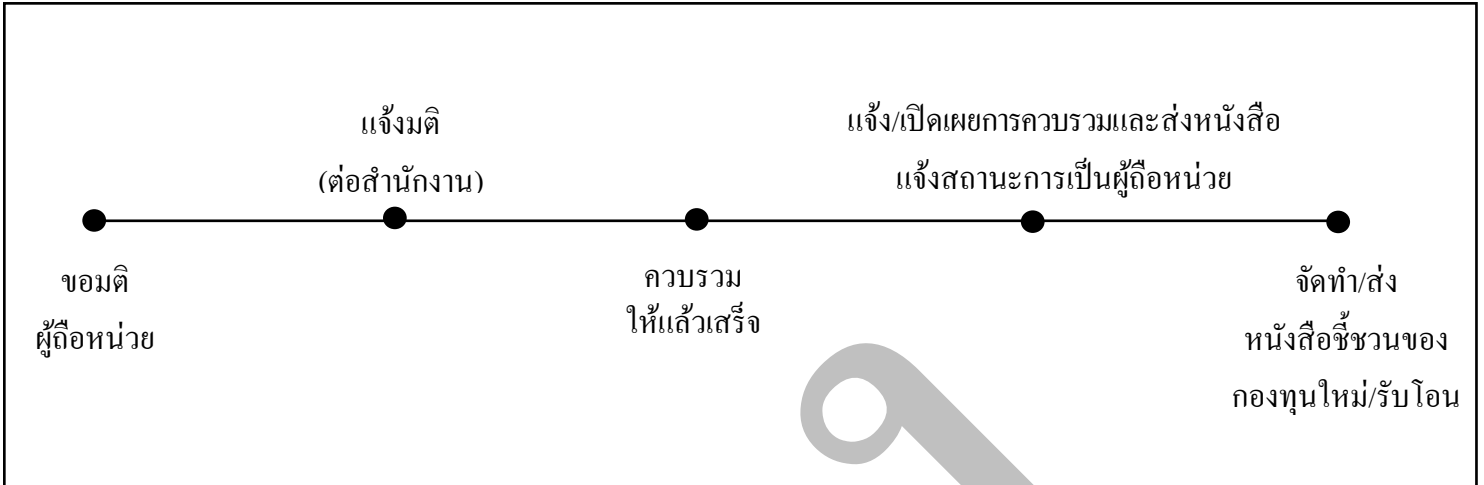 แจ้งมติ
(ต่อสำนักงาน)
แจ้ง/เปิดเผยการควบรวมและส่งหนังสือ
แจ้งสถานะการเป็นผู้ถือหน่วย
ขอมติ
ผู้ถือหน่วย
ควบรวม
ให้แล้วเสร็จ
จัดทำ/ส่ง
หนังสือชี้ชวนของ
กองทุนใหม่/รับโอน